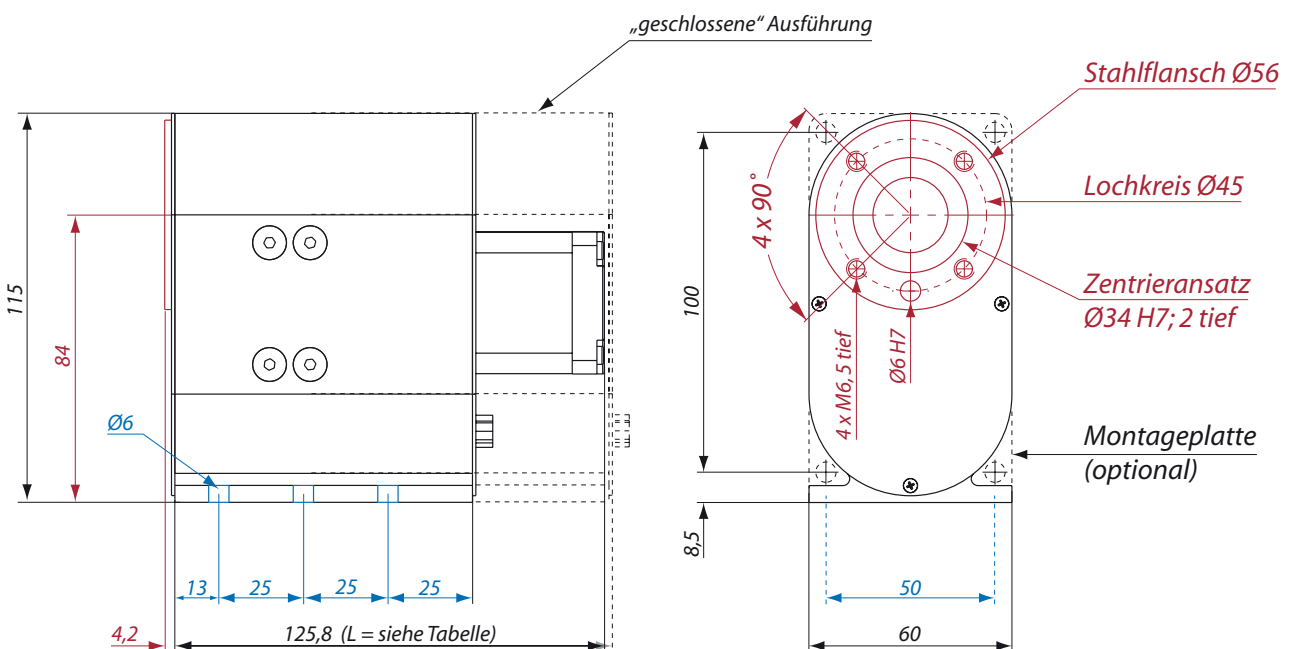 „geschlossene“ Ausführung
Stahlflansch Ø56
Lochkreis Ø45
Zentrieransatz
Ø34 H7; 2 tief
Montageplatte
(optional)
4 x 90°
4 x M6, 5 tief
Ø6 H7
115
84
Ø6
13
25
25
25
4,2
125,8 (L = siehe Tabelle)
100
8,5
50
60